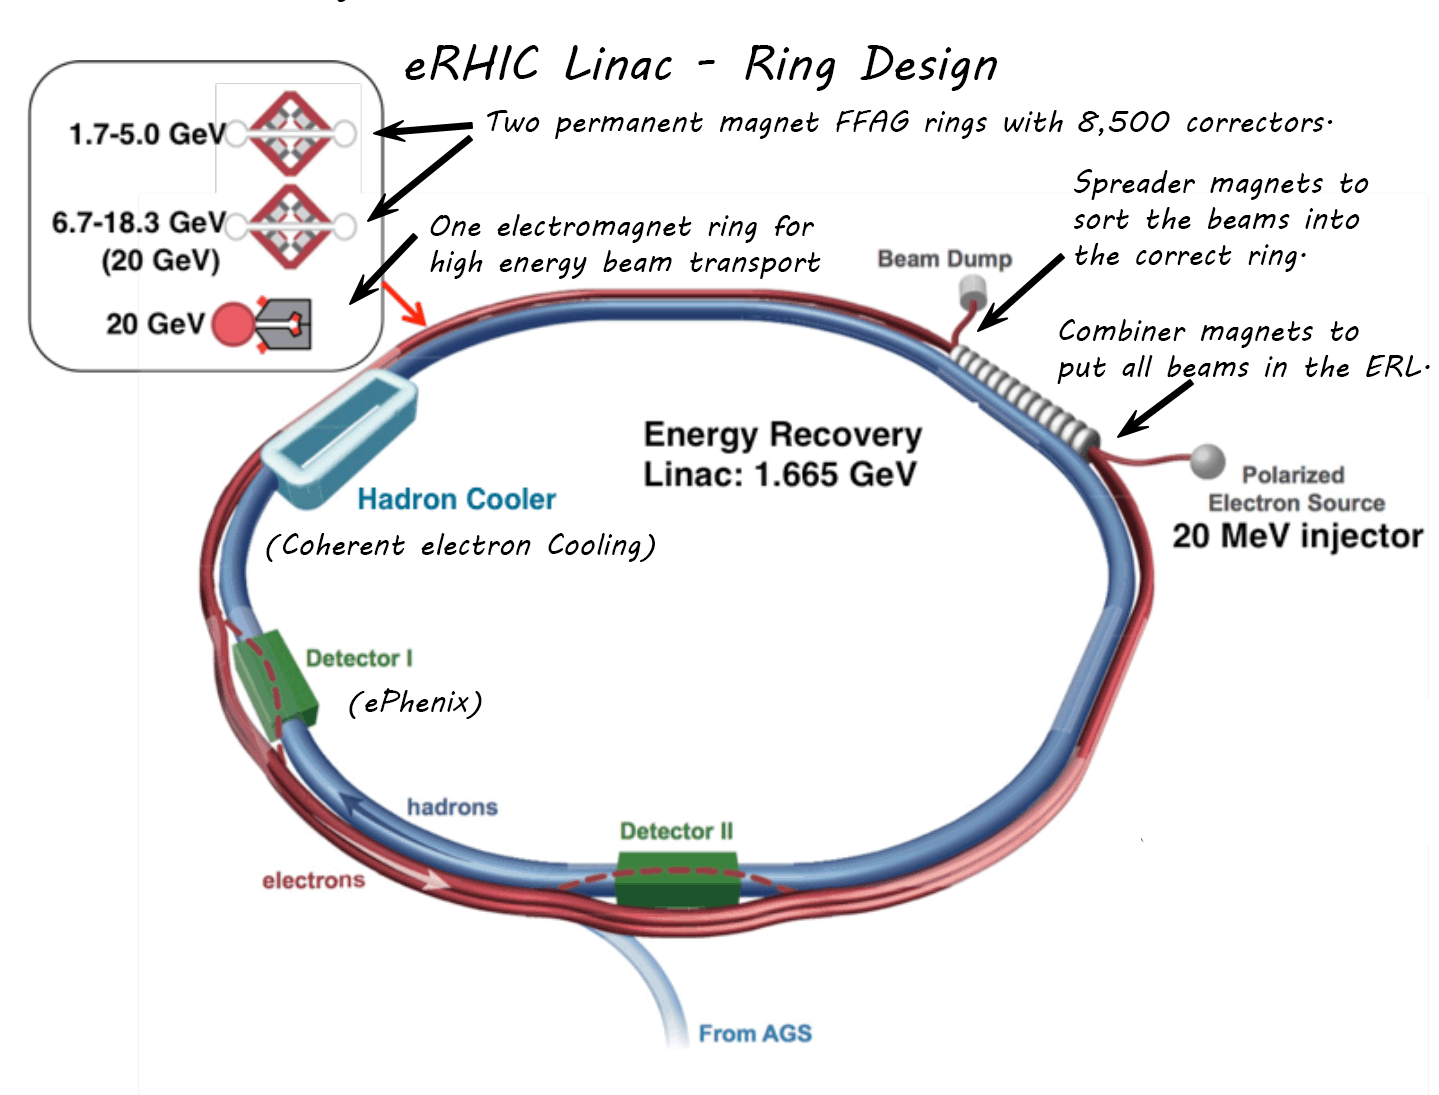 eRHIC Linac - Ring Design
1.7-5.0 GeV
Two permanent magnet FFAG rings with 8,500 correctors.
6.7-18.3 GeV
(20 GeV)
20 GeV
One electromagnet ring for
high energy beam transport
Spreader magnets to
sort the beams into
the correct ring.
Beam Dump
Combiner magnets to
put all beams in the ERL.
Energy Recovery
Linac: 1.665 GeV
Polarized
Electron Source
20 MeV injector
Hadron Cooler
(Coherent electron Cooling)
Detector I
(ePhenix)
hadrons
Detector II
electrons
From AGS